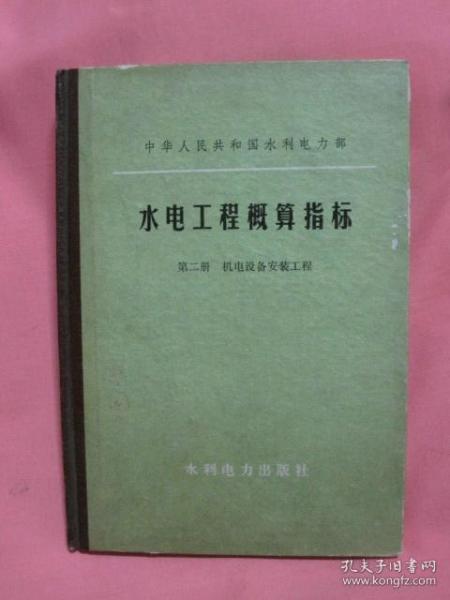 中华人民共和国水利电力部
水电工程概算指标
第二册 机电设备安装工程
水利电力出版社
孔夫子旧书网
www.kongfz.com